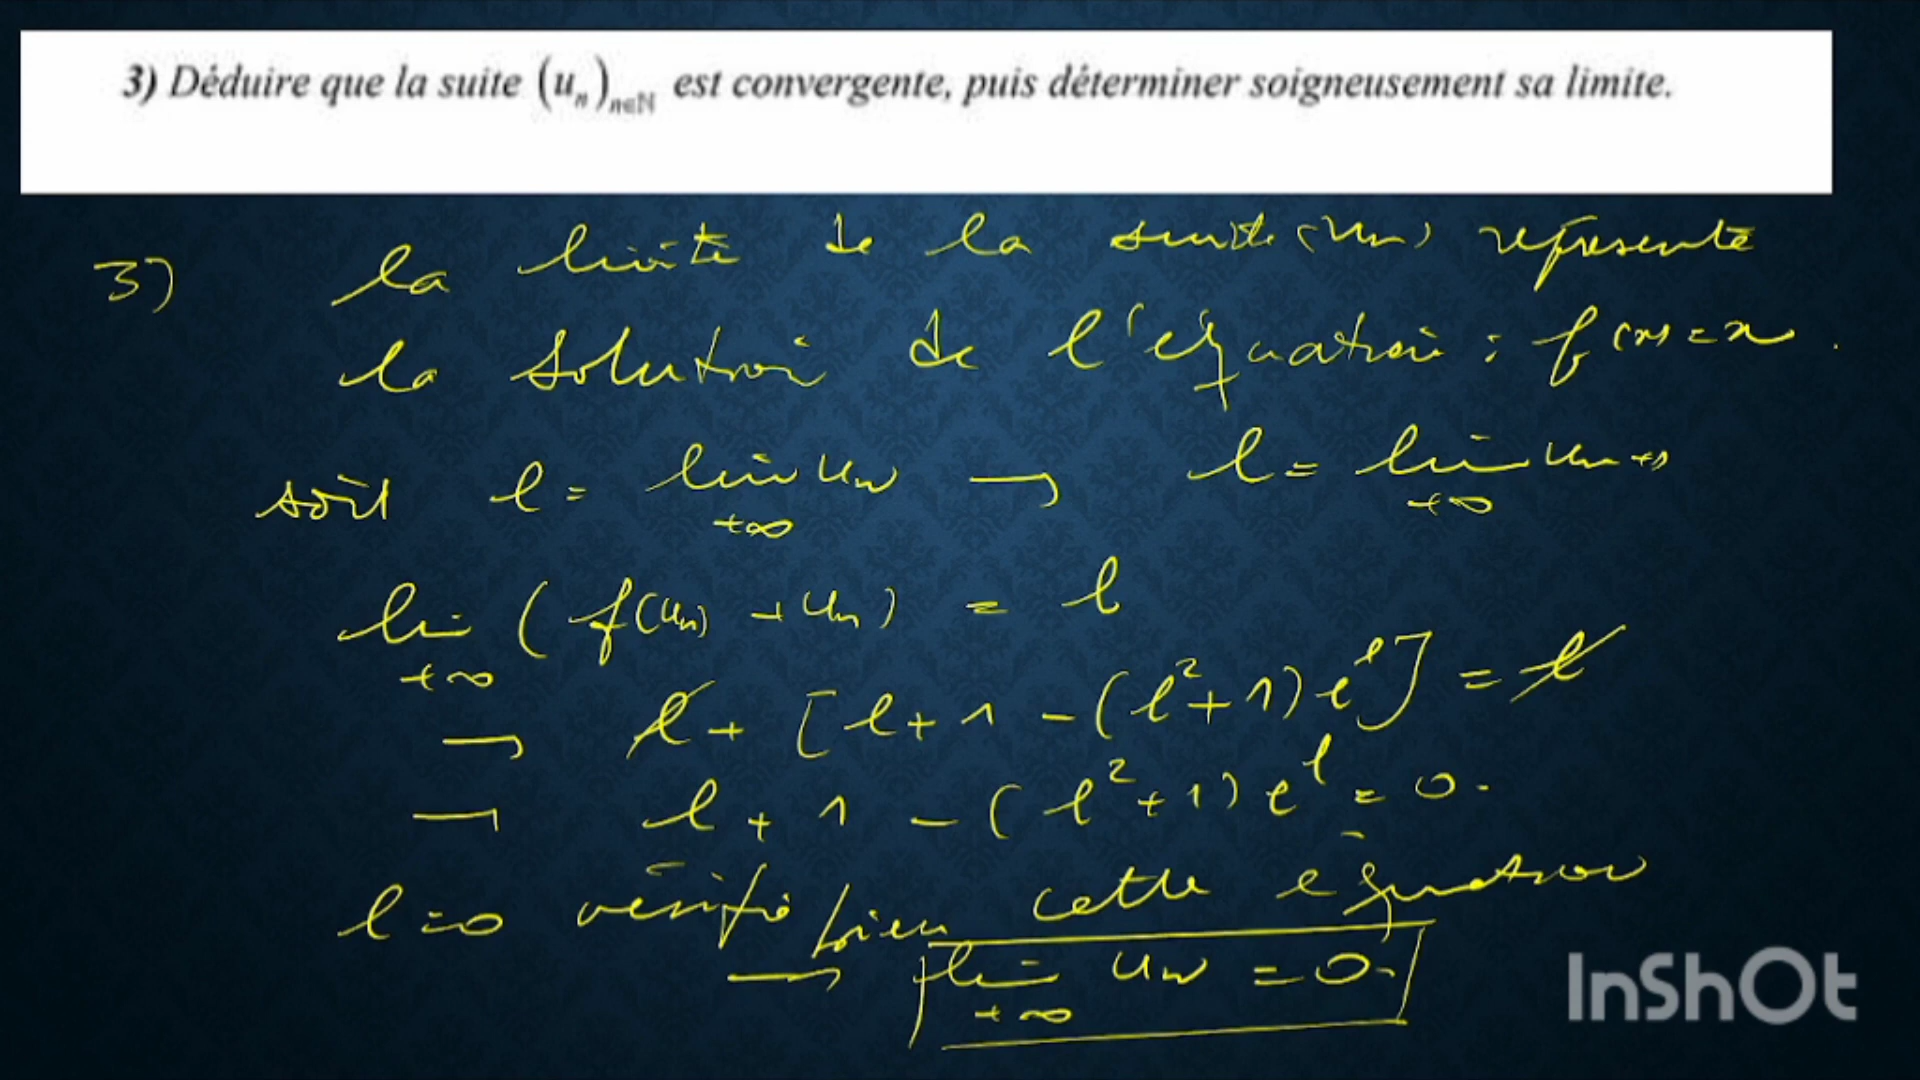 3) Déduire que la suite (uₙ)ₙ∈ℕ est convergente, puis déterminer soigneusement sa limite.
3) la limite de la suite (uₙ) représente
la solution de l'équation : f(x) = x .
soit l = lim uₙ → l = lim uₙ₊₁
+∞ +∞
lim ( f(uₙ) + uₙ ) = l
+∞
→ l + [ l + 1 - (l² + 1) eˡ ] = l
→ l + 1 - ( l² + 1 ) eˡ = 0.
l = 0 vérifie bien cette equation
→ lim uₙ = 0.
+∞
InShOt